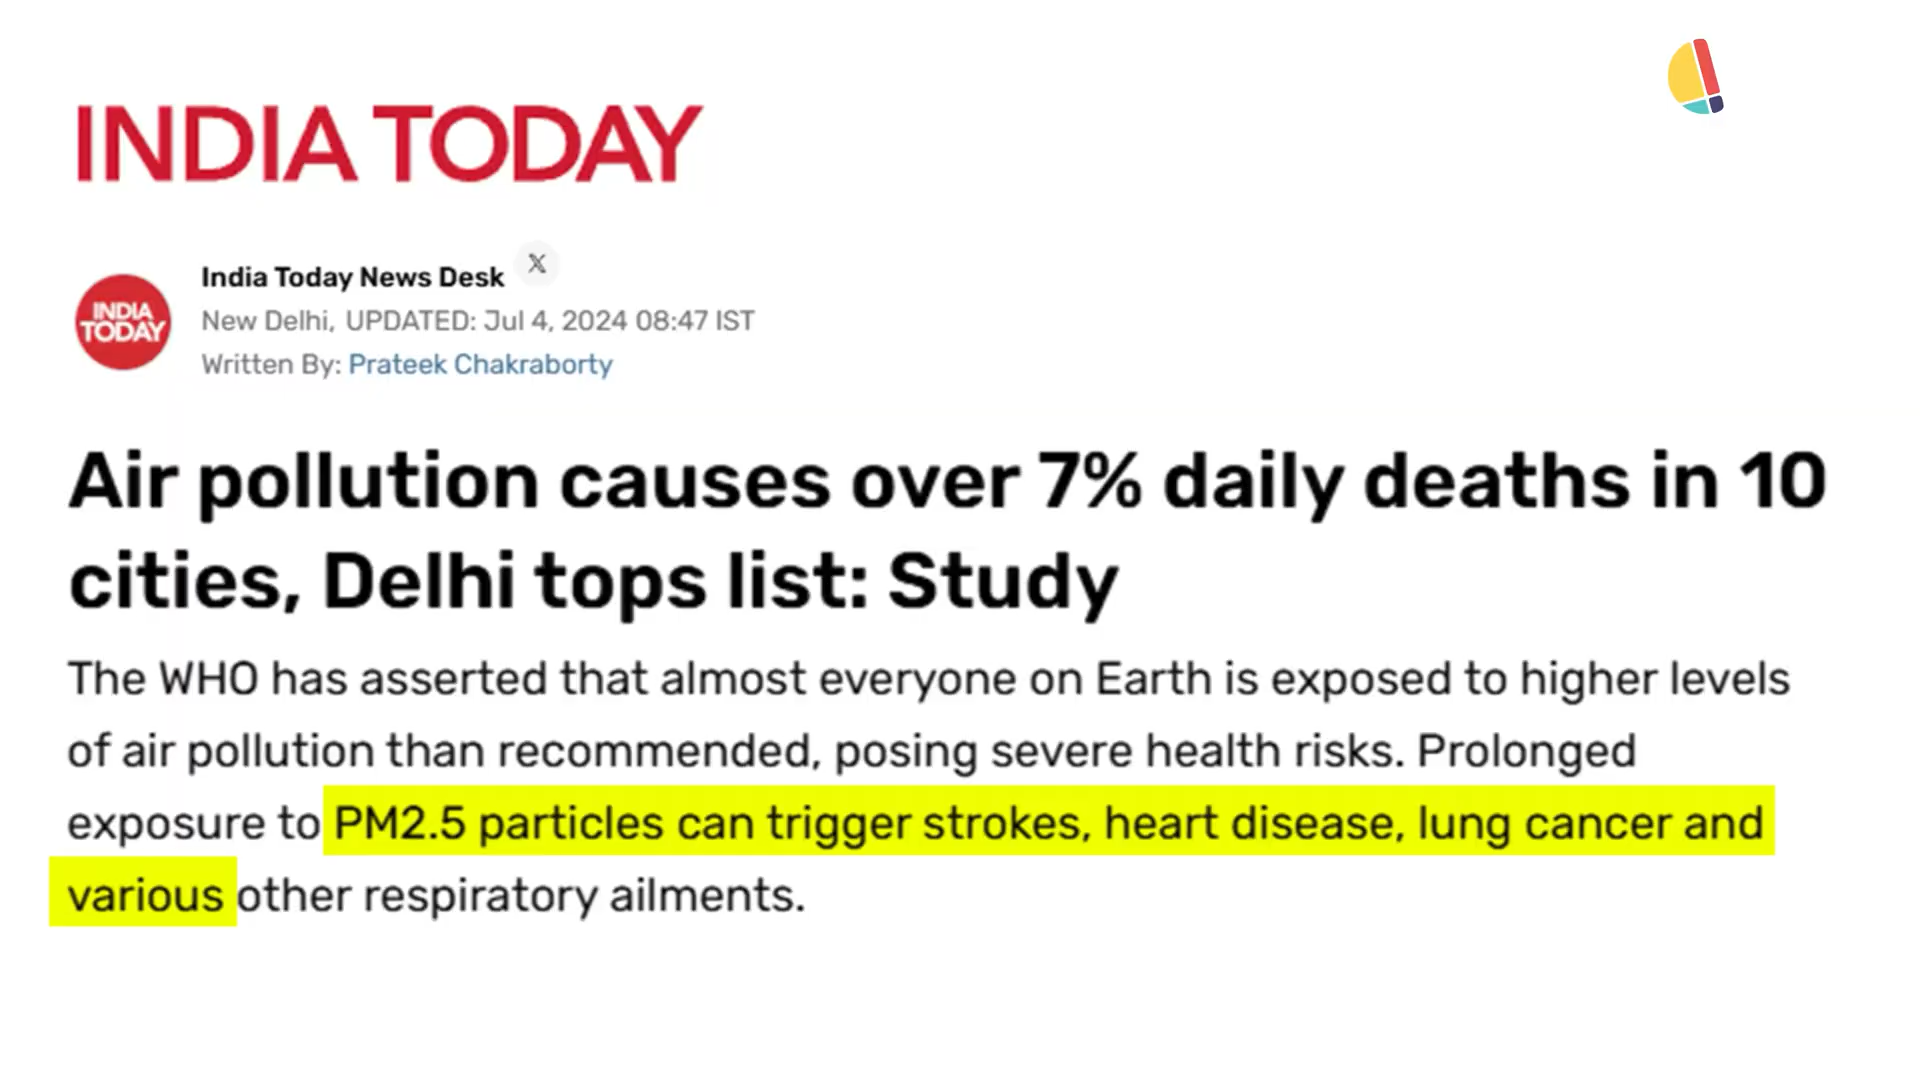 INDIA TODAY
India Today News Desk
INDIA TODAY
New Delhi, UPDATED: Jul 4, 2024 08:47 IST
Written By: Prateek Chakraborty
Air pollution causes over 7% daily deaths in 10
cities, Delhi tops list: Study
The WHO has asserted that almost everyone on Earth is exposed to higher levels
of air pollution than recommended, posing severe health risks. Prolonged
exposure to PM2.5 particles can trigger strokes, heart disease, lung cancer and
various other respiratory ailments.